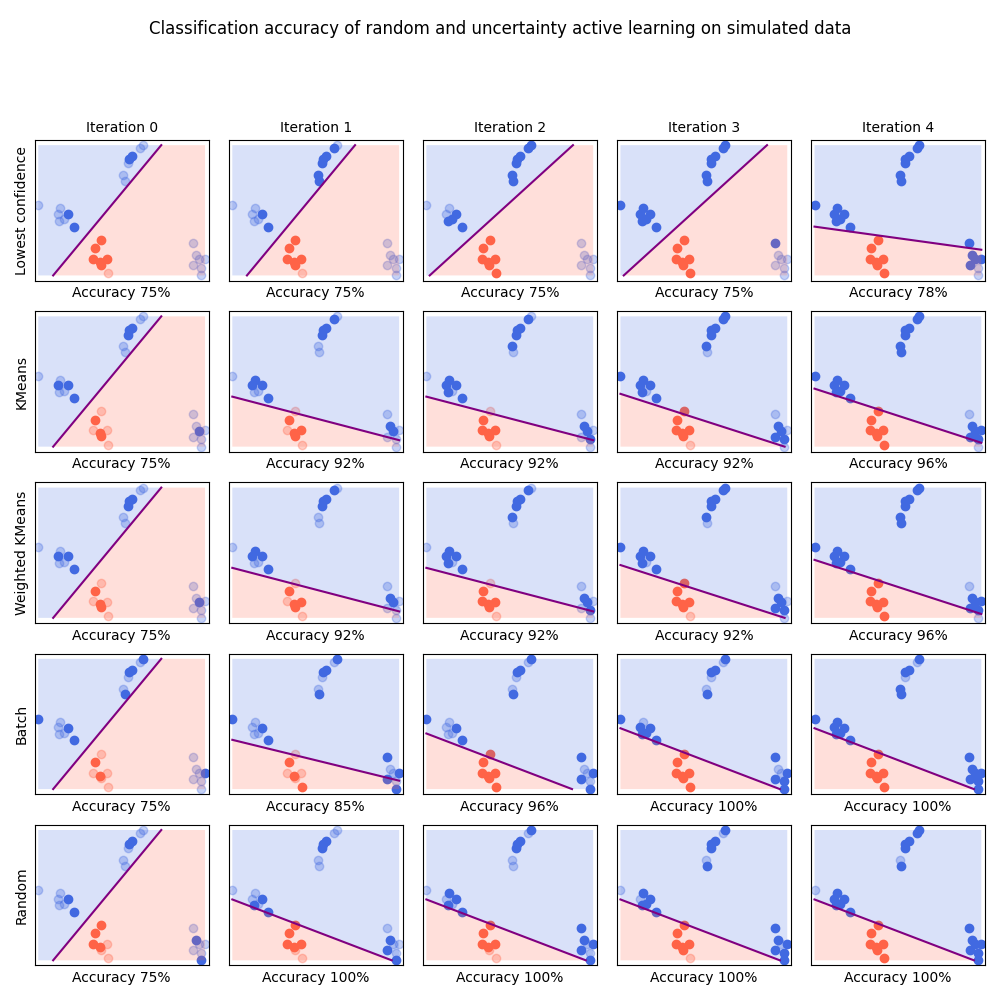 Classification accuracy of random and uncertainty active learning on simulated data
Iteration 0
Iteration 1
Iteration 2
Iteration 3
Iteration 4
Lowest confidence
Accuracy 75%
Accuracy 75%
Accuracy 75%
Accuracy 75%
Accuracy 78%
KMeans
Accuracy 75%
Accuracy 92%
Accuracy 92%
Accuracy 92%
Accuracy 96%
Weighted KMeans
Accuracy 75%
Accuracy 92%
Accuracy 92%
Accuracy 92%
Accuracy 96%
Batch
Accuracy 75%
Accuracy 85%
Accuracy 96%
Accuracy 100%
Accuracy 100%
Random
Accuracy 75%
Accuracy 100%
Accuracy 100%
Accuracy 100%
Accuracy 100%